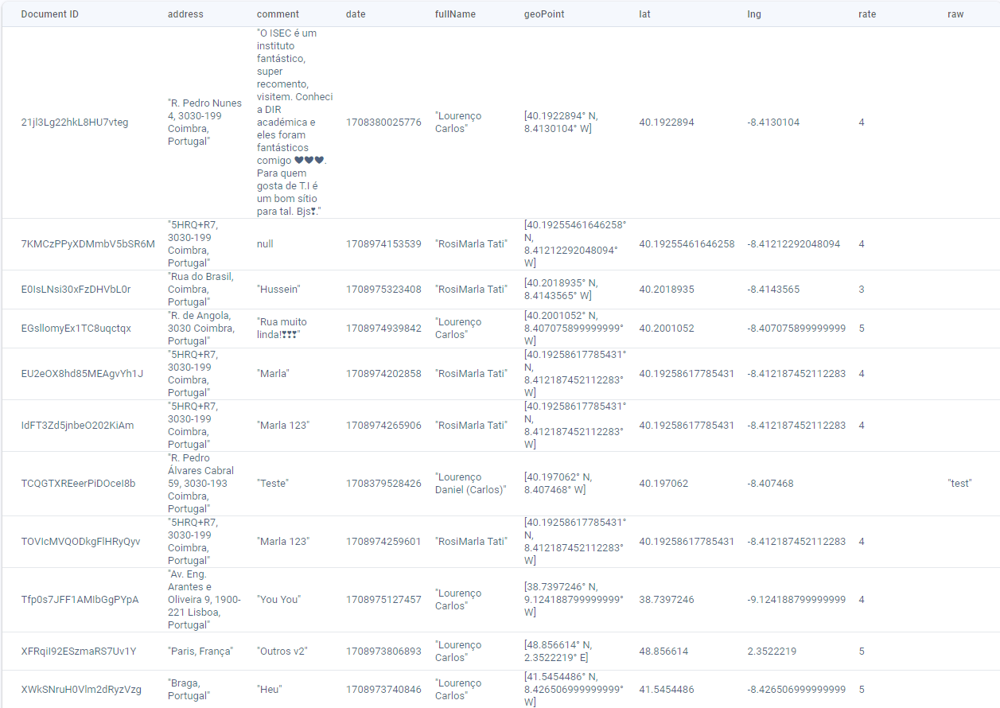 Document ID address comment date fullName geoPoint lat lng rate raw
21jl3Lg22hkL8HU7vteg "R. Pedro Nunes 4, 3030-199 Coimbra, Portugal" "O ISEC é um instituto fantástico, super recomento, visitem. Conheci a DIR académica e eles foram fantásticos comigo ♥♥♥. Para quem gosta de T.I é um bom sítio para tal. Bjs❣." 1708380025776 "Lourenço Carlos" [40.1922894° N, 8.4130104° W] 40.1922894 -8.4130104 4
7KMCzPPyXDMmbV5bSR6M "5HRQ+R7, 3030-199 Coimbra, Portugal" null 1708974153539 "RosiMarla Tati" [40.19255461646258° N, 8.41212292048094° W] 40.19255461646258 -8.41212292048094 4
E0IsLNsi30xFzDHVbL0r "Rua do Brasil, Coimbra, Portugal" "Hussein" 1708975323408 "RosiMarla Tati" [40.2018935° N, 8.4143565° W] 40.2018935 -8.4143565 3
EGsllomyEx1TC8uqctqx "R. de Angola, 3030 Coimbra, Portugal" "Rua muito linda!❣❣❣" 1708974939842 "Lourenço Carlos" [40.2001052° N, 8.407075899999999° W] 40.2001052 -8.407075899999999 5
EU2eOX8hd85MEAgvYh1J "5HRQ+R7, 3030-199 Coimbra, Portugal" "Marla" 1708974202858 "RosiMarla Tati" [40.19258617785431° N, 8.412187452112283° W] 40.19258617785431 -8.412187452112283 4
IdFT3Zd5jnbeO202KiAm "5HRQ+R7, 3030-199 Coimbra, Portugal" "Marla 123" 1708974265906 "RosiMarla Tati" [40.19258617785431° N, 8.412187452112283° W] 40.19258617785431 -8.412187452112283 4
TCQGTXREeerPiDOceI8b "R. Pedro Álvares Cabral 59, 3030-193 Coimbra, Portugal" "Teste" 1708379528426 "Lourenço Daniel (Carlos)" [40.197062° N, 8.407468° W] 40.197062 -8.407468 "test"
TOVIcMVQODkgFlHRyQyv "5HRQ+R7, 3030-199 Coimbra, Portugal" "Marla 123" 1708974259601 "RosiMarla Tati" [40.19258617785431° N, 8.412187452112283° W] 40.19258617785431 -8.412187452112283 4
Tfp0s7JFF1AMIbGgPYpA "Av. Eng. Arantes e Oliveira 9, 1900-221 Lisboa, Portugal" "You You" 1708975127457 "Lourenço Carlos" [38.7397246° N, 9.124188799999999° W] 38.7397246 -9.124188799999999 4
XFRqiI92ESzmaRS7Uv1Y "Paris, França" "Outros v2" 1708973806893 "Lourenço Carlos" [48.856614° N, 2.3522219° E] 48.856614 2.3522219 5
XWkSNruH0Vlm2dRyzVzg "Braga, Portugal" "Heu" 1708973740846 "Lourenço Carlos" [41.5454486° N, 8.426506999999999° W] 41.5454486 -8.426506999999999 5